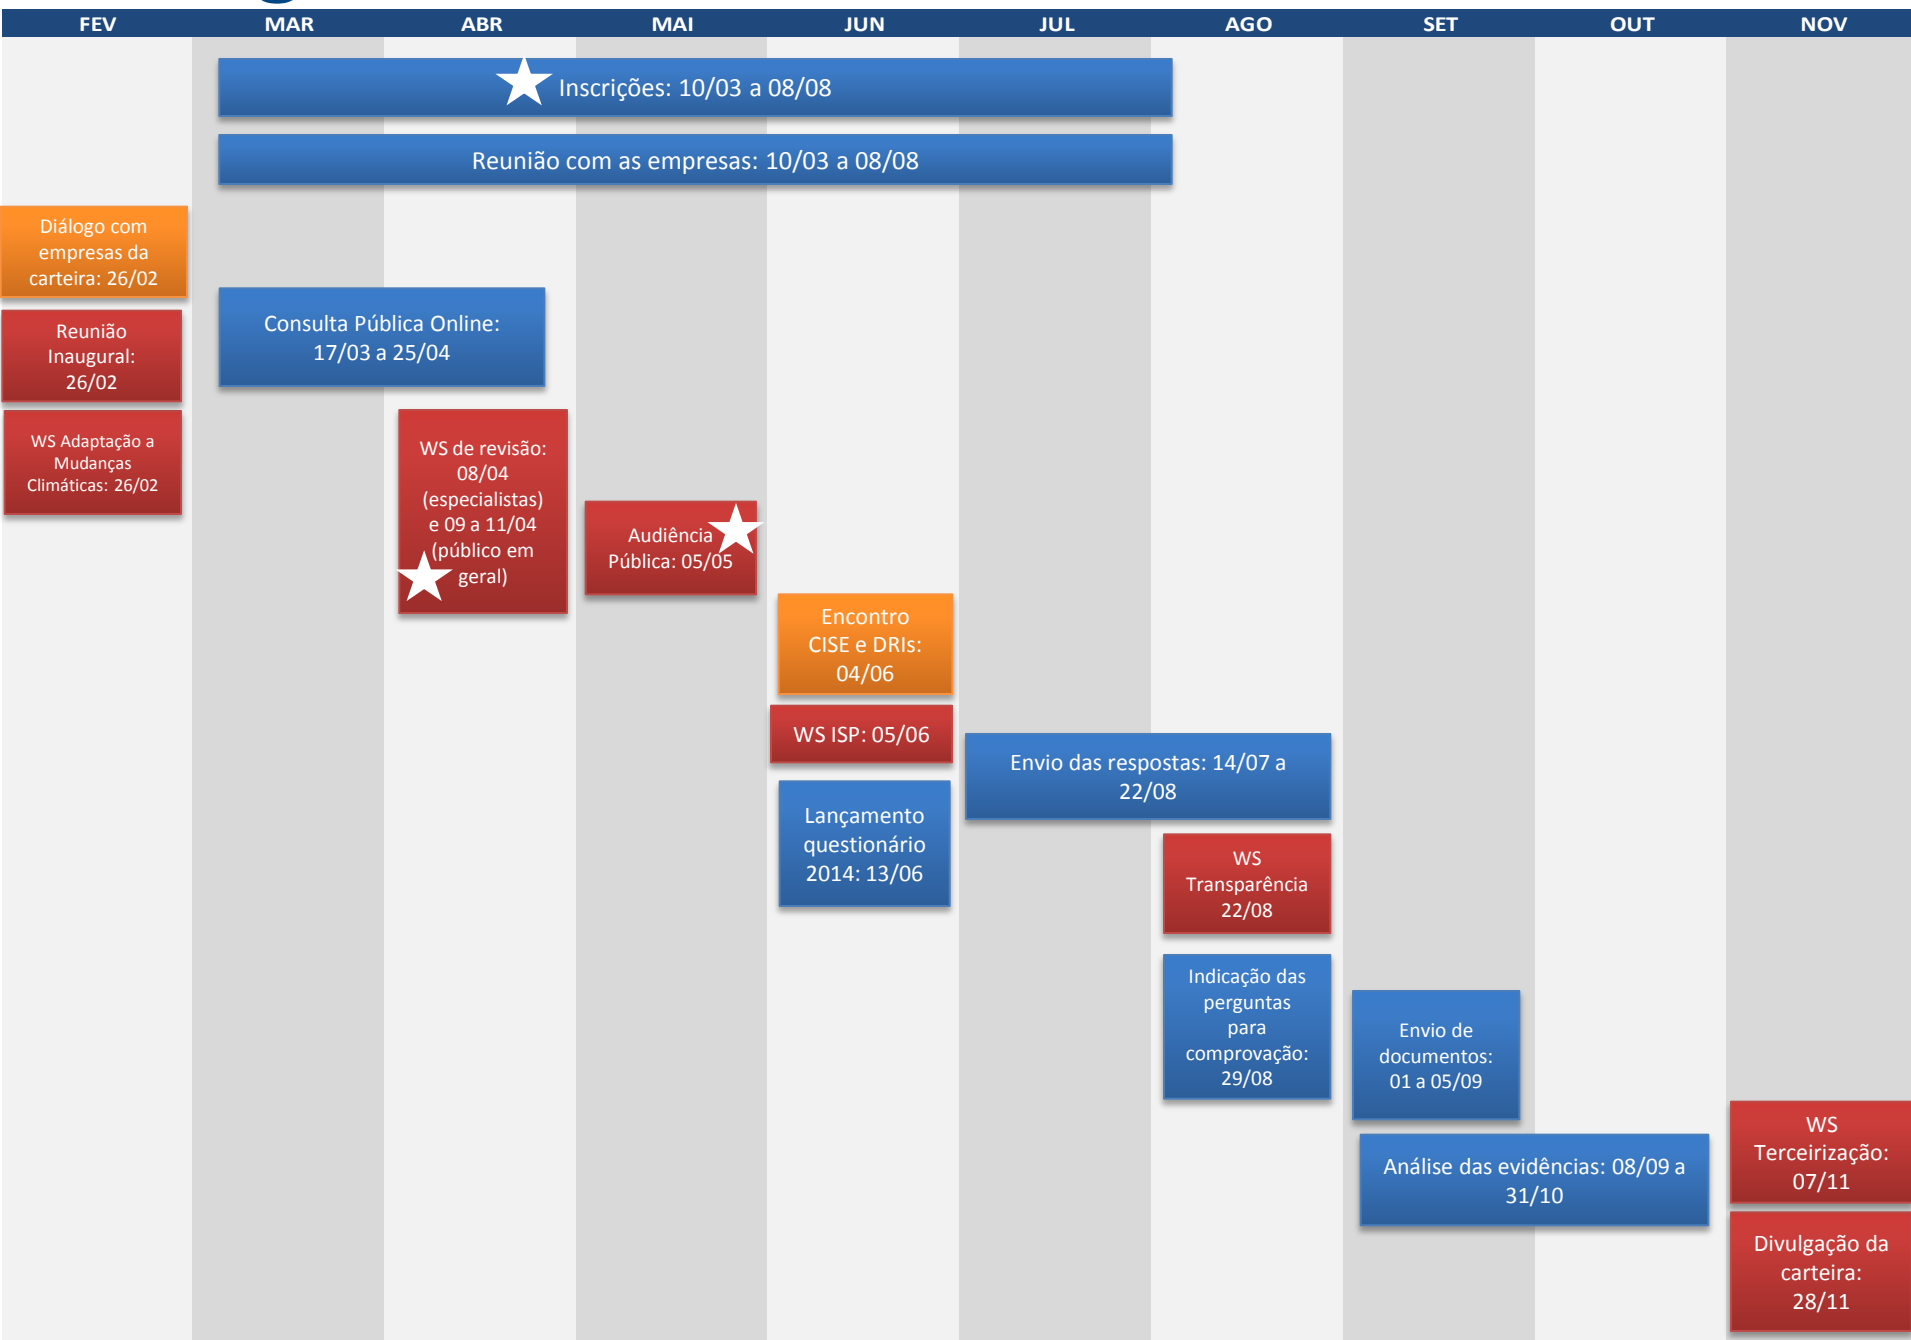 FEV MAR ABR MAI JUN JUL AGO SET OUT NOV
Inscrições: 10/03 a 08/08
Reunião com as empresas: 10/03 a 08/08
Diálogo com
empresas da
carteira: 26/02
Reunião
Inaugural:
26/02
Consulta Pública Online:
17/03 a 25/04
WS Adaptação a
Mudanças
Climáticas: 26/02
WS de revisão:
08/04
(especialistas)
e 09 a 11/04
(público em
geral)
Audiência
Pública: 05/05
Encontro
CISE e DRIs:
04/06
WS ISP: 05/06
Envio das respostas: 14/07 a
22/08
Lançamento
questionário
2014: 13/06
WS
Transparência
22/08
Indicação das
perguntas
para
comprovação:
29/08
Envio de
documentos:
01 a 05/09
Análise das evidências: 08/09 a
31/10
WS
Terceirização:
07/11
Divulgação da
carteira:
28/11